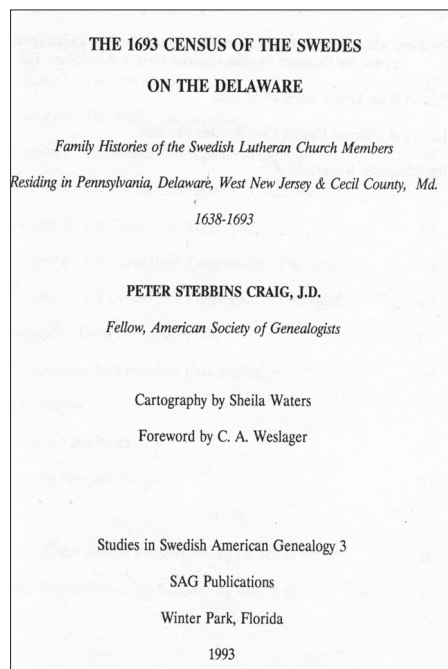 THE 1693 CENSUS OF THE SWEDES
ON THE DELAWARE
Family Histories of the Swedish Lutheran Church Members
Residing in Pennsylvania, Delaware, West New Jersey & Cecil County, Md.
1638-1693
PETER STEBBINS CRAIG, J.D.
Fellow, American Society of Genealogists
Cartography by Sheila Waters
Foreword by C. A. Weslager
Studies in Swedish American Genealogy 3
SAG Publications
Winter Park, Florida
1993